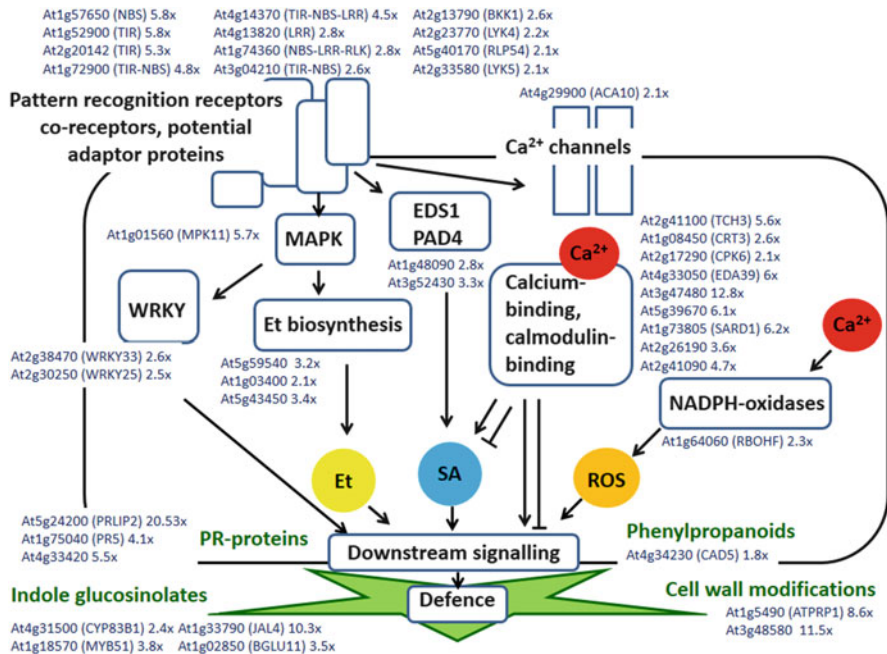 At1g57650 (NBS) 5.8x
At1g52900 (TIR) 5.8x
At2g20142 (TIR) 5.3x
At1g72900 (TIR-NBS) 4.8x
At4g14370 (TIR-NBS-LRR) 4.5x
At4g13820 (LRR) 2.8x
At1g74360 (NBS-LRR-RLK) 2.8x
At3g04210 (TIR-NBS) 2.6x
At2g13790 (BKK1) 2.6x
At2g23770 (LYK4) 2.2x
At5g40170 (RLP54) 2.1x
At2g33580 (LYK5) 2.1x
Pattern recognition receptors
co-receptors, potential
adaptor proteins
At4g29900 (ACA10) 2.1x
Ca²⁺ channels
At1g01560 (MPK11) 5.7x
MAPK
EDS1
PAD4
At1g48090 2.8x
At3g52430 3.3x
Ca²⁺
Calcium-
binding,
calmodulin-
binding
At2g41100 (TCH3) 5.6x
At1g08450 (CRT3) 2.6x
At2g17290 (CPK6) 2.1x
At4g33050 (EDA39) 6x
At3g47480 12.8x
At5g39670 6.1x
At1g73805 (SARD1) 6.2x
At2g26190 3.6x
At2g41090 4.7x
Ca²⁺
WRKY
At2g38470 (WRKY33) 2.6x
At2g30250 (WRKY25) 2.5x
Et biosynthesis
At5g59540 3.2x
At1g03400 2.1x
At5g43450 3.4x
NADPH-oxidases
At1g64060 (RBOHF) 2.3x
Et
SA
ROS
At5g24200 (PRLIP2) 20.53x
At1g75040 (PR5) 4.1x
At4g33420 5.5x
PR-proteins
Downstream signalling
Phenylpropanoids
At4g34230 (CAD5) 1.8x
Defence
Indole glucosinolates
At4g31500 (CYP83B1) 2.4x
At1g18570 (MYB51) 3.8x
At1g33790 (JAL4) 10.3x
At1g02850 (BGLU11) 3.5x
Cell wall modifications
At1g5490 (ATPRP1) 8.6x
At3g48580 11.5x